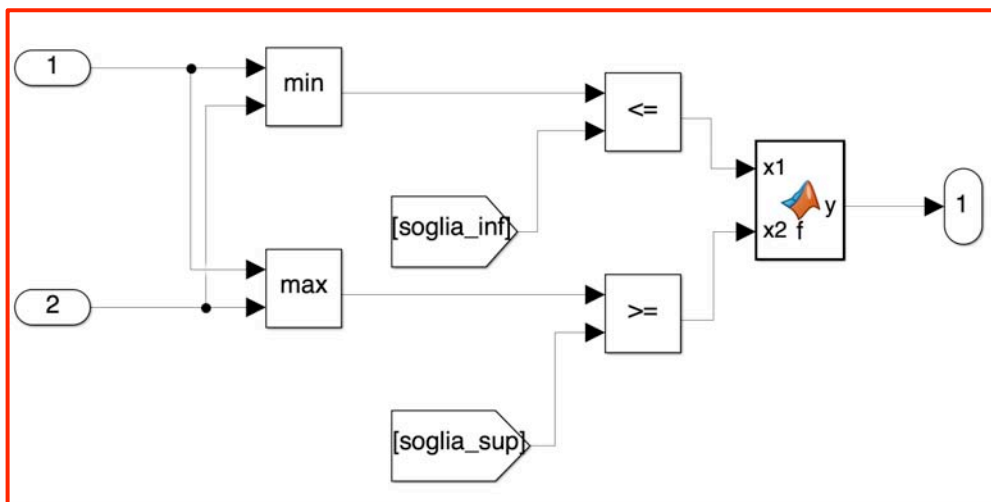 1
min
<=
x1
[soglia_inf]
y
1
x2
f
max
2
>=
[soglia_sup]